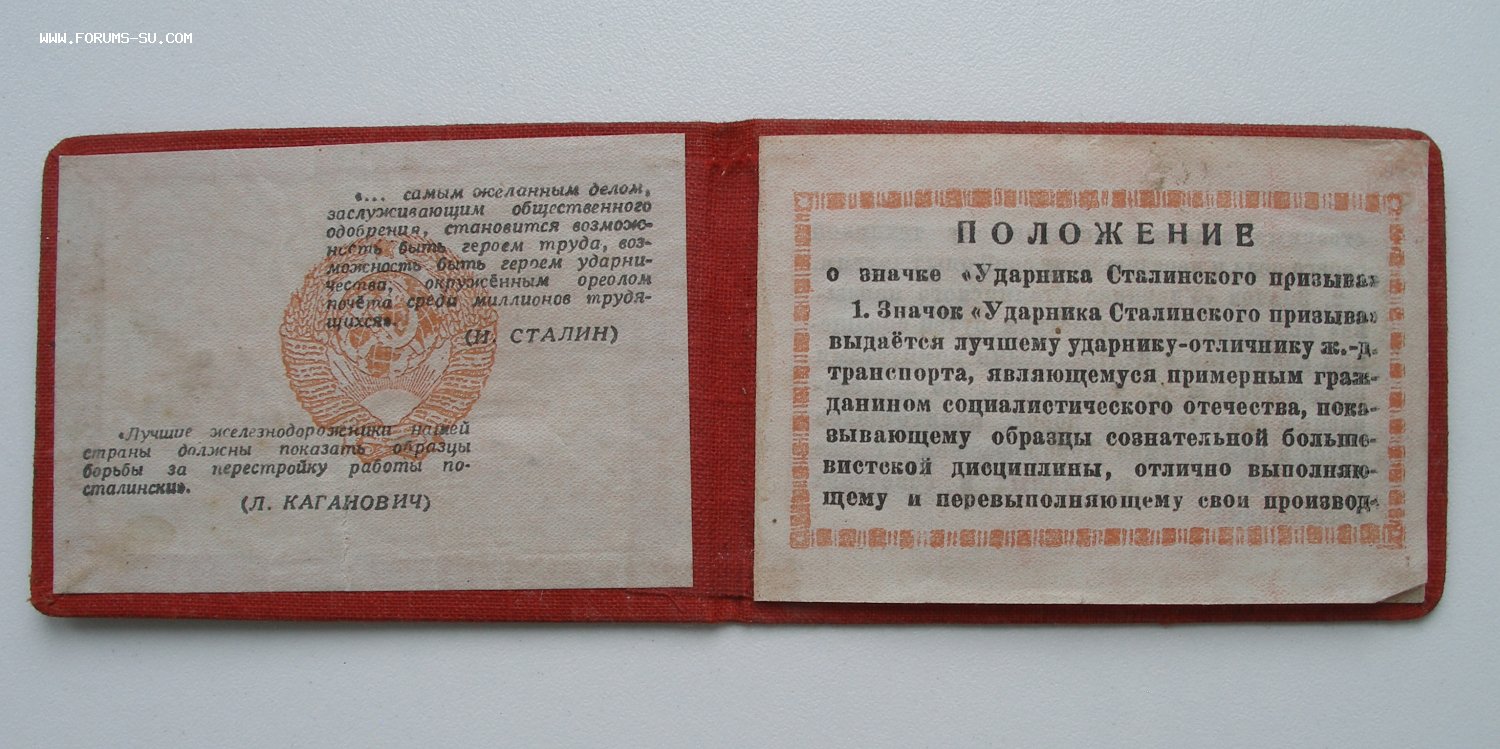 WWW.FORUMS-SU.COM
«... самым желанным делом,
заслуживающим общественного
одобрения, становится возмож-
ность быть героем труда, воз-
можность быть героем ударни-
чества, окружённым ореолом
почёта среди миллионов трудя-
щихся».
(И. СТАЛИН)
«Лучшие железнодорожники нашей
страны должны показать образцы
борьбы за перестройку работы по-
сталински».
(Л. КАГАНОВИЧ)
ПОЛОЖЕНИЕ
о значке «Ударника Сталинского призыва»
1. Значок «Ударника Сталинского призыва»
выдаётся лучшему ударнику-отличнику ж.-д.
транспорта, являющемуся примерным граж-
данином социалистического отечества, пока-
зывающему образцы сознательной больше-
вистской дисциплины, отлично выполняю-
щему и перевыполняющему свои производ-